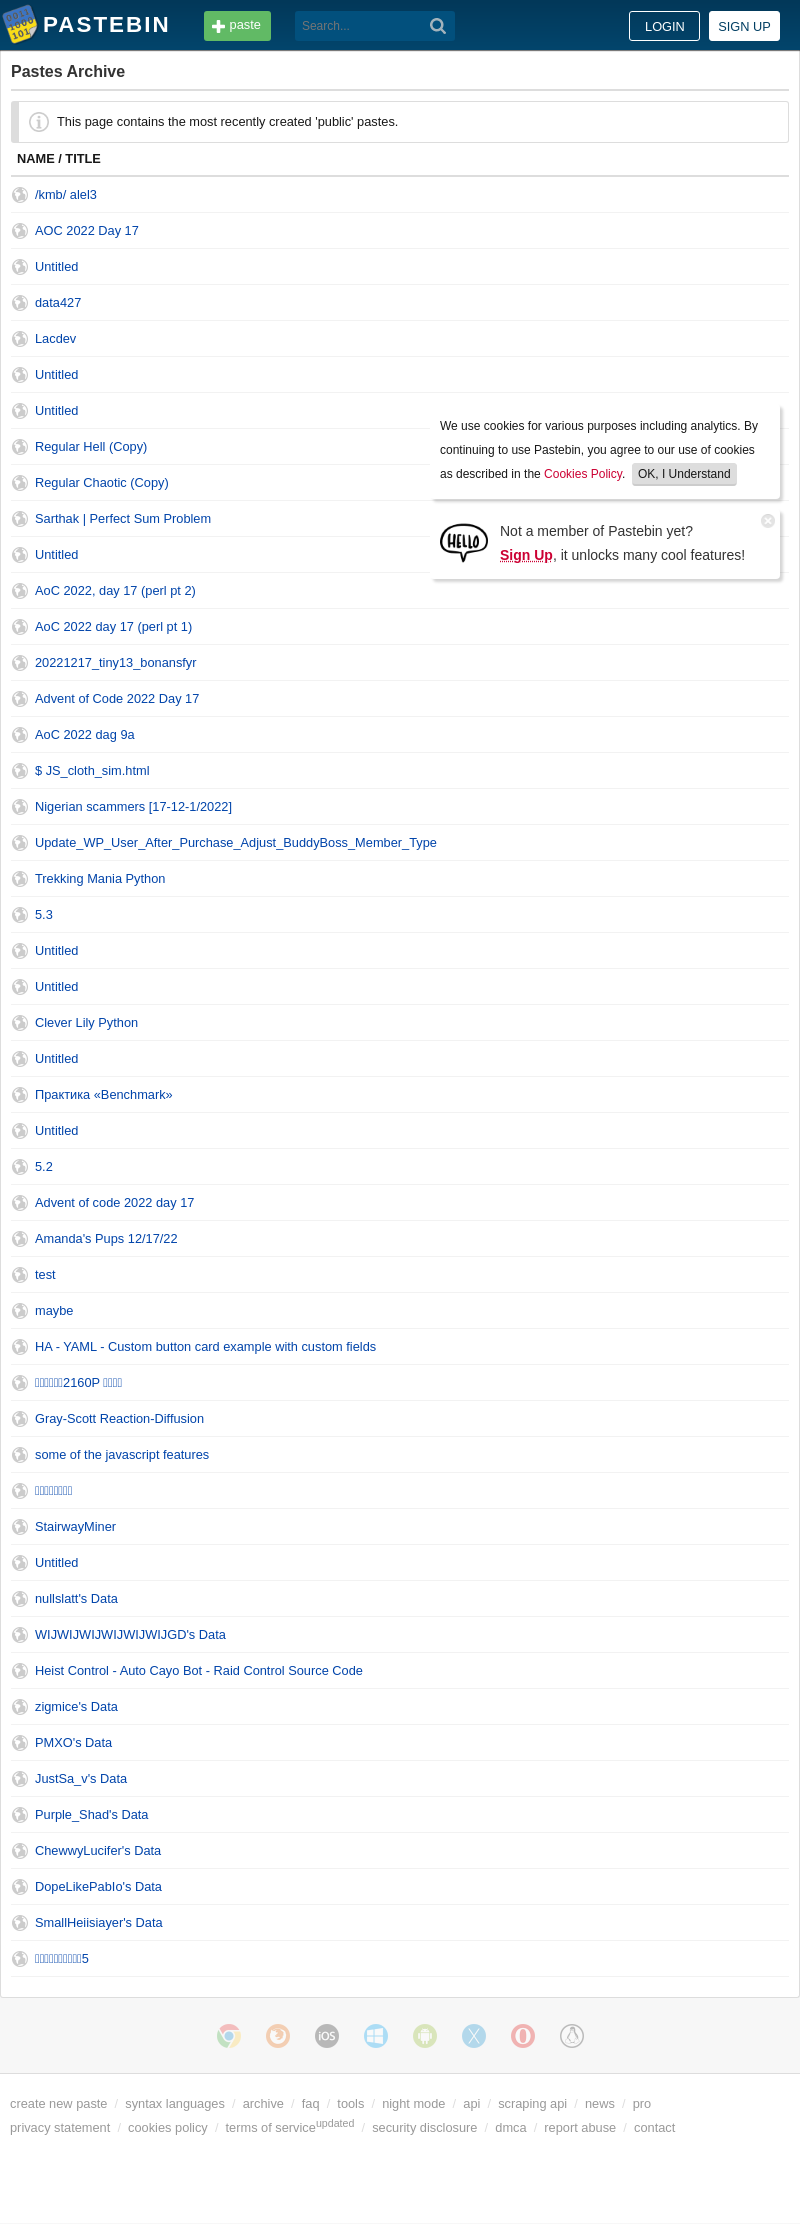 PASTEBIN
paste
Search...
LOGIN
SIGN UP
Pastes Archive
This page contains the most recently created 'public' pastes.
NAME / TITLE
/kmb/ alel3
AOC 2022 Day 17
Untitled
data427
Lacdev
Untitled
Untitled
Regular Hell (Copy)
Regular Chaotic (Copy)
Sarthak | Perfect Sum Problem
Untitled
We use cookies for various purposes including analytics. By
continuing to use Pastebin, you agree to our use of cookies
as described in the Cookies Policy. OK, I Understand
HELLO
Not a member of Pastebin yet?
Sign Up, it unlocks many cool features!
AoC 2022, day 17 (perl pt 2)
AoC 2022 day 17 (perl pt 1)
20221217_tiny13_bonansfyr
Advent of Code 2022 Day 17
AoC 2022 dag 9a
$ JS_cloth_sim.html
Nigerian scammers [17-12-1/2022]
Update_WP_User_After_Purchase_Adjust_BuddyBoss_Member_Type
Trekking Mania Python
5.3
Untitled
Untitled
Clever Lily Python
Untitled
Практика «Benchmark»
Untitled
5.2
Advent of code 2022 day 17
Amanda's Pups 12/17/22
test
maybe
HA - YAML - Custom button card example with custom fields
2160P
Gray-Scott Reaction-Diffusion
some of the javascript features
StairwayMiner
Untitled
nullslatt's Data
WIJWIJWIJWIJWIJWIJGD's Data
Heist Control - Auto Cayo Bot - Raid Control Source Code
zigmice's Data
PMXO's Data
JustSa_v's Data
Purple_Shad's Data
ChewwyLucifer's Data
DopeLikePablo's Data
SmallHeiisiayer's Data
5
iOS
create new paste / syntax languages / archive / faq / tools / night mode / api / scraping api / news / pro
privacy statement / cookies policy / terms of service updated / security disclosure / dmca / report abuse / contact